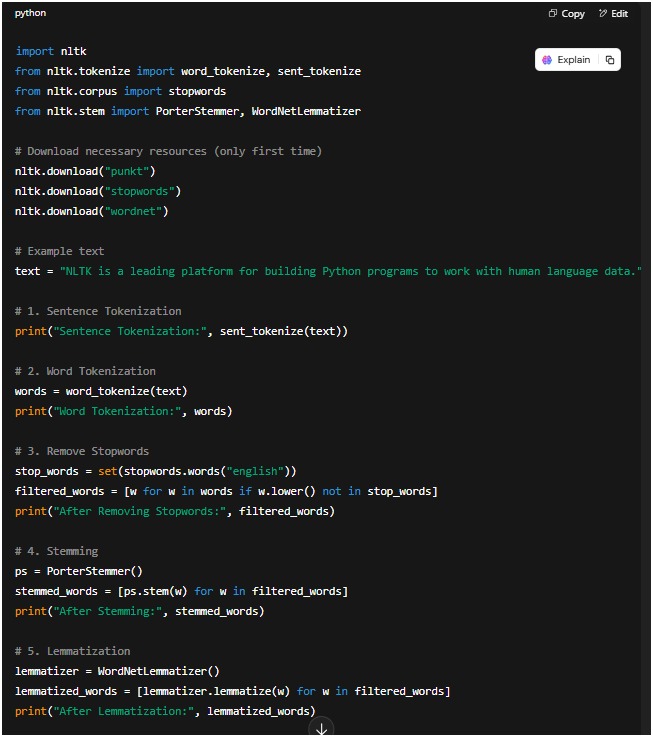 python
Copy
Edit
import nltk
Explain
from nltk.tokenize import word_tokenize, sent_tokenize
from nltk.corpus import stopwords
from nltk.stem import PorterStemmer, WordNetLemmatizer
# Download necessary resources (only first time)
nltk.download("punkt")
nltk.download("stopwords")
nltk.download("wordnet")
# Example text
text = "NLTK is a leading platform for building Python programs to work with human language data."
# 1. Sentence Tokenization
print("Sentence Tokenization:", sent_tokenize(text))
# 2. Word Tokenization
words = word_tokenize(text)
print("Word Tokenization:", words)
# 3. Remove Stopwords
stop_words = set(stopwords.words("english"))
filtered_words = [w for w in words if w.lower() not in stop_words]
print("After Removing Stopwords:", filtered_words)
# 4. Stemming
ps = PorterStemmer()
stemmed_words = [ps.stem(w) for w in filtered_words]
print("After Stemming:", stemmed_words)
# 5. Lemmatization
lemmatizer = WordNetLemmatizer()
lemmatized_words = [lemmatizer.lemmatize(w) for w in filtered_words]
print("After Lemmatization:", lemmatized_words)